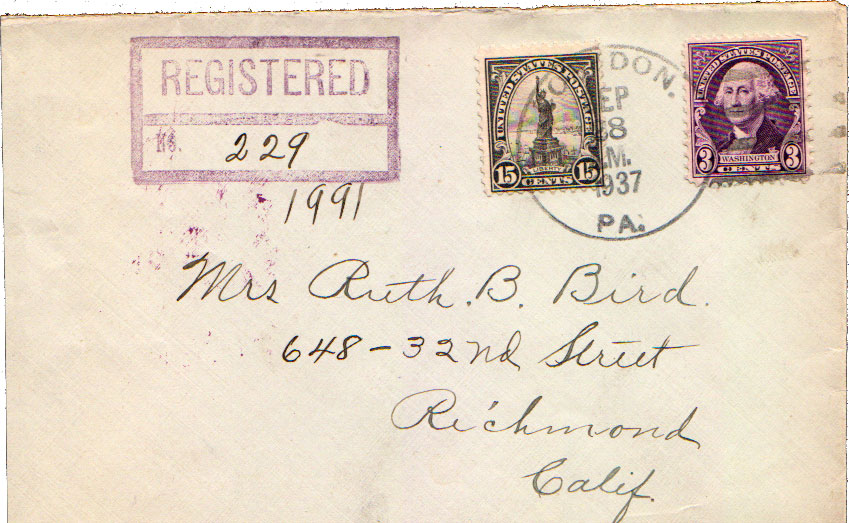 REGISTERED
No. 229
1991
UNITED STATES POSTAGE
LIBERTY
15 CENTS 15
UNITED STATES POSTAGE
WASHINGTON
3 CENTS 3
DON.
8
M.
1937
PA.
Mrs Ruth. B. Bird.
648-32nd Street
Richmond
Calif.